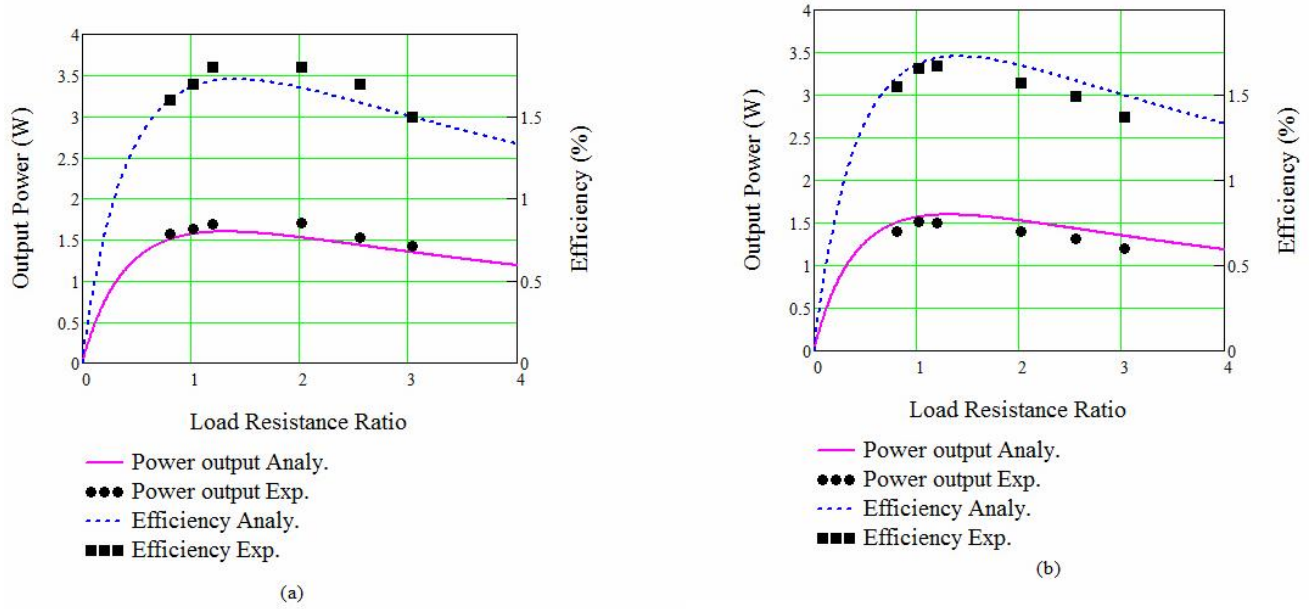 4
3.5
3
2.5
2
1.5
1
0.5
0
Output Power (W)
1.5
1
0.5
0
Efficiency (%)
0 1 2 3 4
Load Resistance Ratio
Power output Analy.
Power output Exp.
Efficiency Analy.
Efficiency Exp.
(a)
4
3.5
3
2.5
2
1.5
1
0.5
0
Output Power (W)
1.5
1
0.5
0
Efficiency (%)
0 1 2 3 4
Load Resistance Ratio
Power output Analy.
Power output Exp.
Efficiency Analy.
Efficiency Exp.
(b)